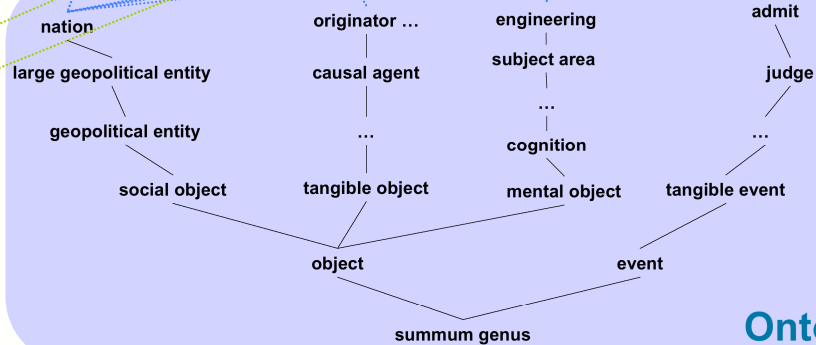 nation
originator …
engineering
admit
large geopolitical entity
causal agent
subject area
judge
…
geopolitical entity
…
cognition
…
social object
tangible object
mental object
tangible event
object
event
summum genus